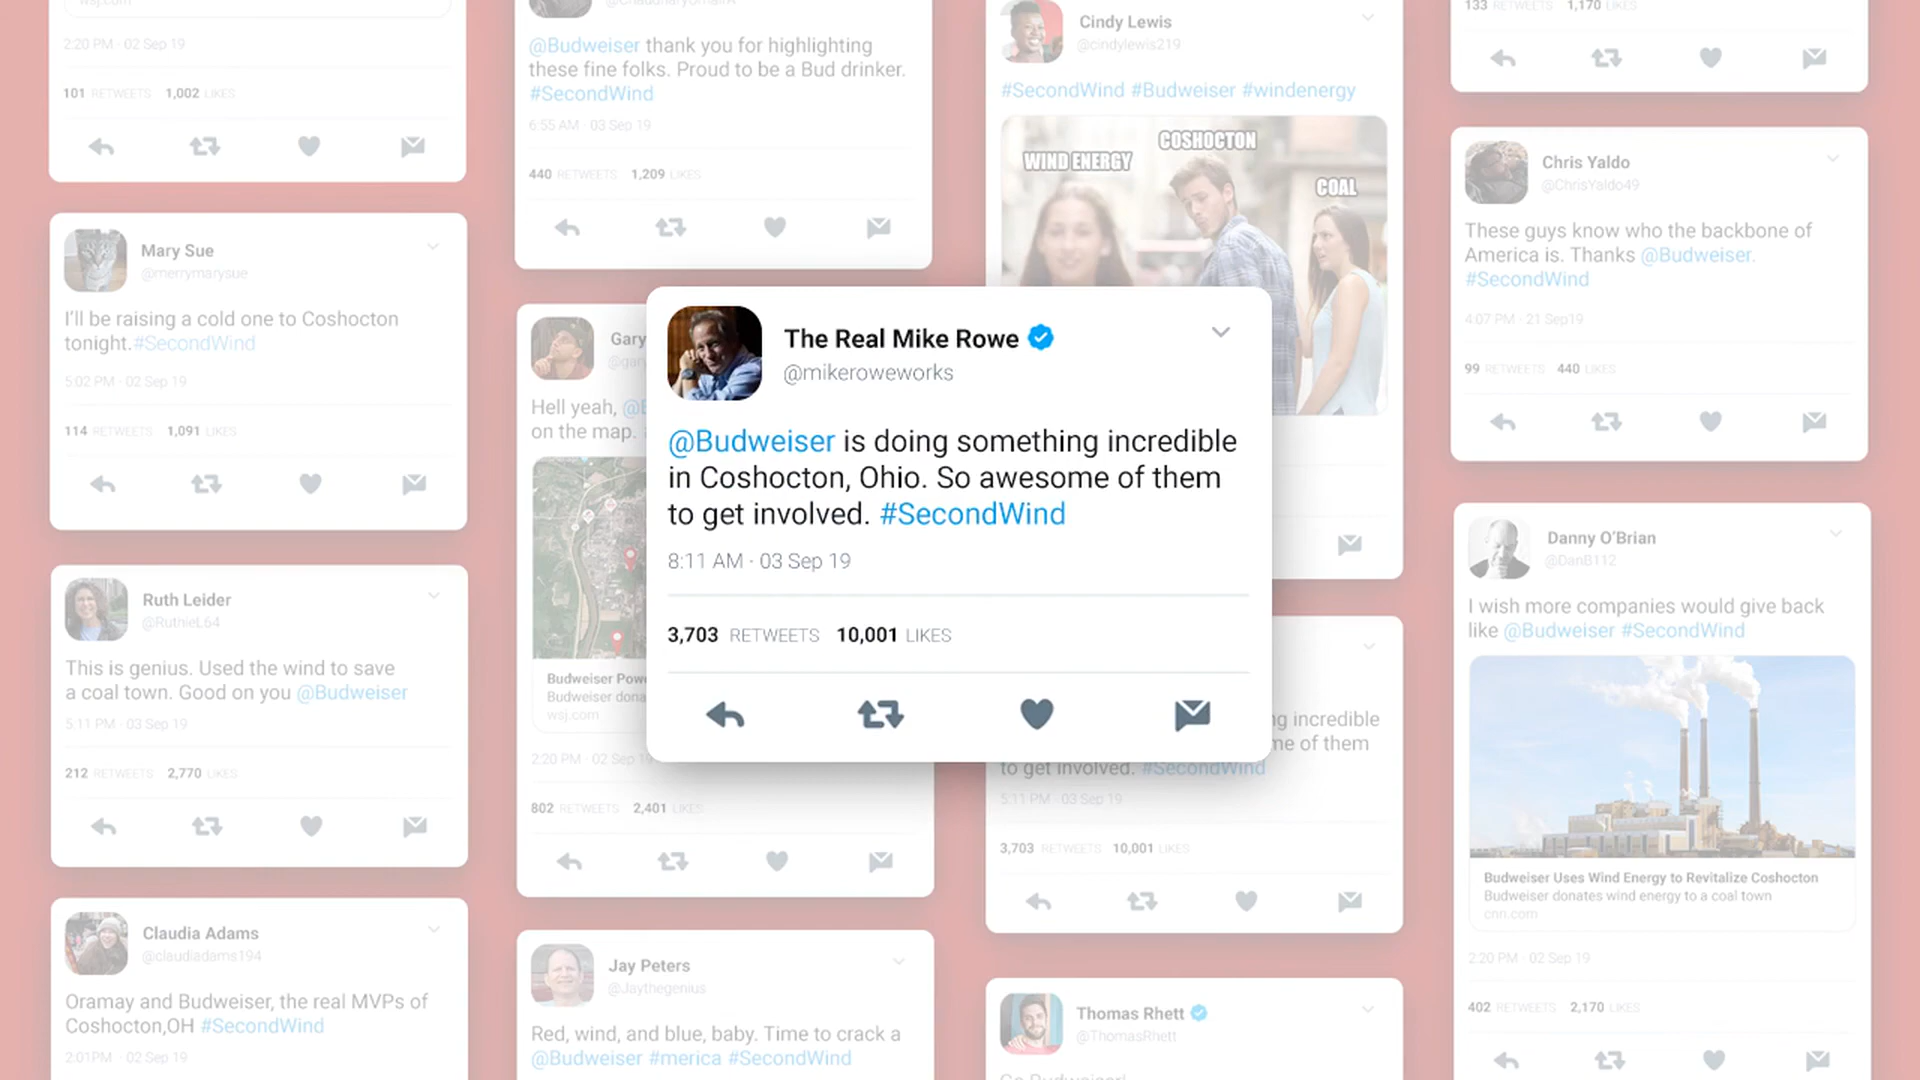 wsj.com
2:20 PM · 02 Sep 19
101 RETWEETS 1,002 LIKES
Mary Sue
@merrymarysue
I'll be raising a cold one to Coshocton
tonight.#SecondWind
5:02 PM · 02 Sep 19
114 RETWEETS 1,091 LIKES
Ruth Leider
@RuthieL64
This is genius. Used the wind to save
a coal town. Good on you @Budweiser
5:11 PM · 03 Sep 19
212 RETWEETS 2,770 LIKES
Claudia Adams
@claudiadams194
Oramay and Budweiser, the real MVPs of
Coshocton,OH #SecondWind
2:01PM · 02 Sep 19
@Budweiser thank you for highlighting
these fine folks. Proud to be a Bud drinker.
#SecondWind
6:55 AM · 03 Sep 19
440 RETWEETS 1,209 LIKES
Gary
Hell yeah,
on the map.
Budweiser
Budweiser
wsj.com
2:20 PM · 02 Sep 19
802 RETWEETS 2,401 LIKES
Jay Peters
@Jaythegenius
Red, wind, and blue, baby. Time to crack a
@Budweiser #merica #SecondWind
The Real Mike Rowe
@mikeroweworks
@Budweiser is doing something incredible
in Coshocton, Ohio. So awesome of them
to get involved. #SecondWind
8:11 AM · 03 Sep 19
3,703 RETWEETS 10,001 LIKES
Cindy Lewis
@cindylewis219
#SecondWind #Budweiser #windenergy
WIND ENERGY
COSHOCTON
COAL
incredible
of them
to get involved. #SecondWind
5:11 PM · 03 Sep 19
3,703 RETWEETS 10,001 LIKES
Thomas Rhett
@ThomasRhett
Go Budweiser!
133 RETWEETS 1,170 LIKES
Chris Yaldo
@ChrisYaldo49
These guys know who the backbone of
America is. Thanks @Budweiser.
#SecondWind
4:07 PM · 21 Sep19
99 RETWEETS 440 LIKES
Danny O'Brian
@DanB112
I wish more companies would give back
like @Budweiser #SecondWind
Budweiser Uses Wind Energy to Revitalize Coshocton
Budweiser donates wind energy to a coal town
cnn.com
2:20 PM · 02 Sep 19
402 RETWEETS 2,170 LIKES